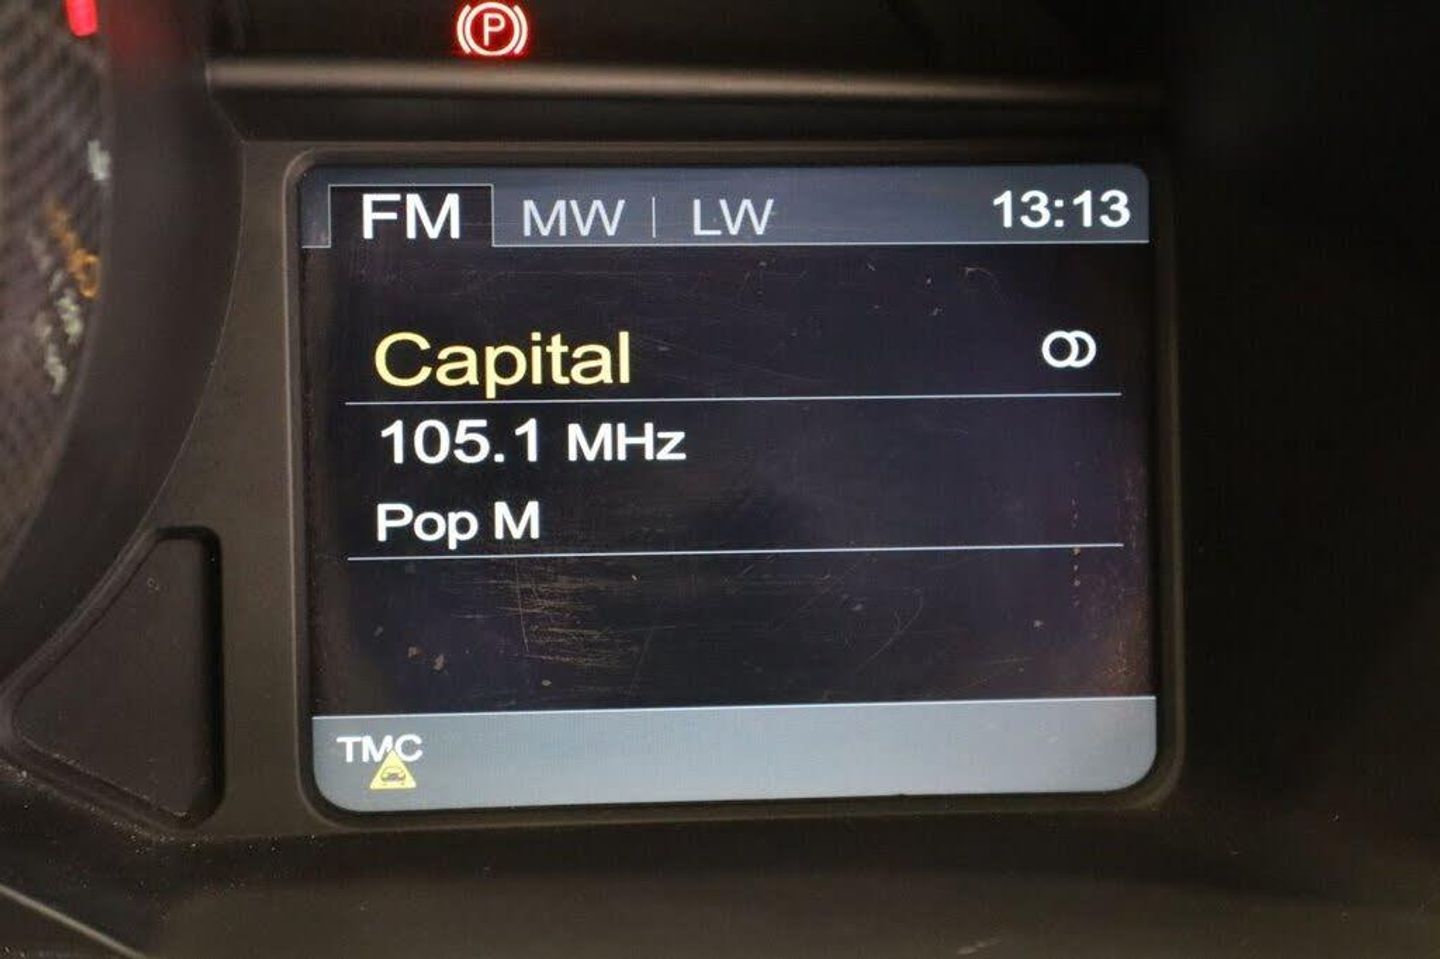 P
FM MW | LW 13:13
Capital
105.1 MHz
Pop M
TMC